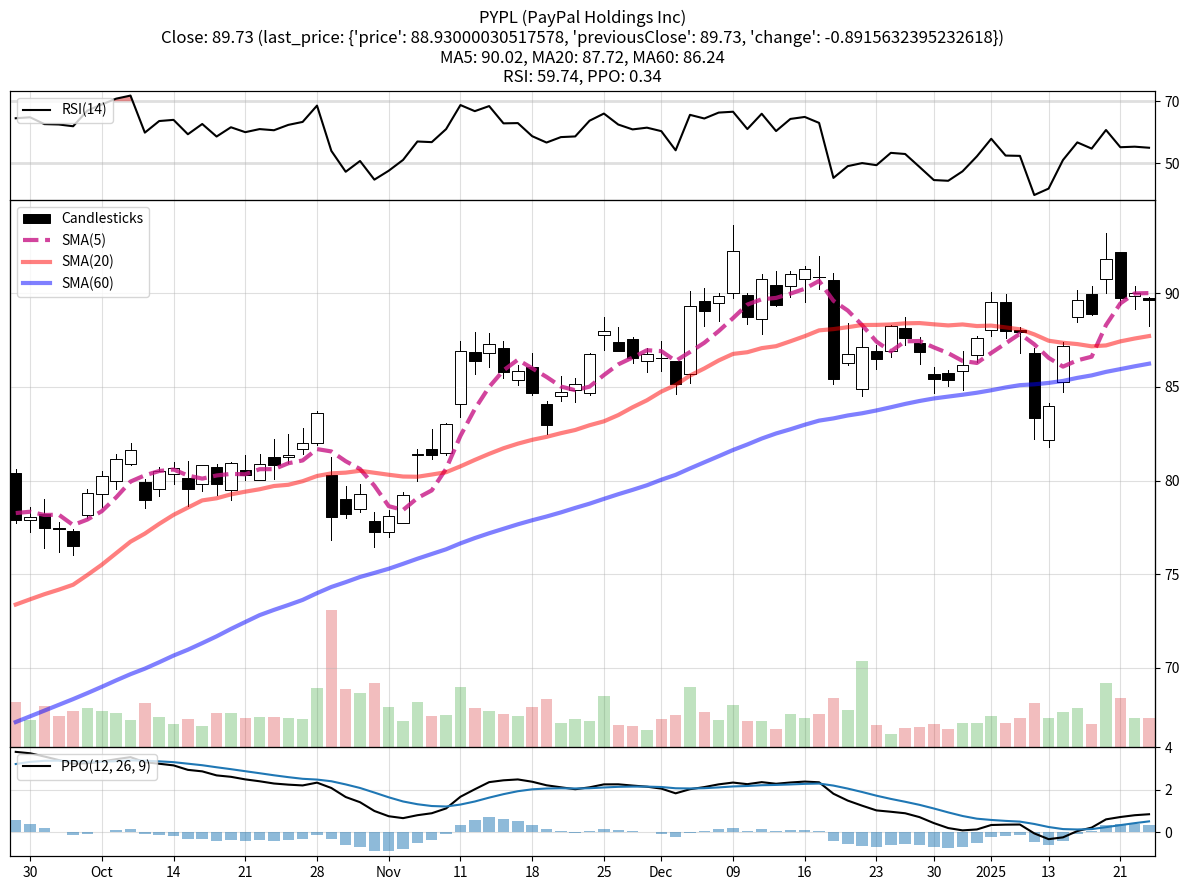 PYPL (PayPal Holdings Inc)
Close: 89.73 (last_price: {'price': 88.93000030517578, 'previousClose': 89.73, 'change': -0.8915632395232618})
MA5: 90.02, MA20: 87.72, MA60: 86.24
RSI: 59.74, PPO: 0.34
RSI(14)
70
50
Candlesticks
SMA(5)
SMA(20)
SMA(60)
90
85
80
75
70
PPO(12, 26, 9)
4
2
0
30 Oct 14 21 28 Nov 11 18 25 Dec 09 16 23 30 2025 13 21